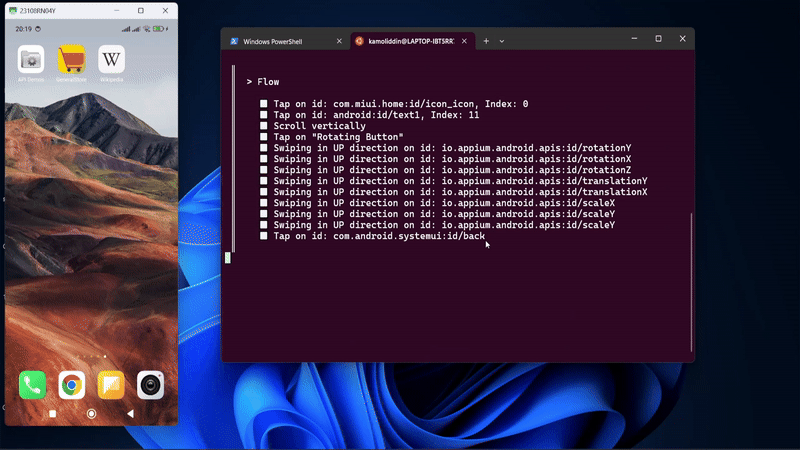 23108RN04Y
20:19
API Demos
General Store
Wikipedia
Windows PowerShell
kamoliddin@LAPTOP-IBTSRR
> Flow
Tap on id: com.miui.home:id/icon_icon, Index: 0
Tap on id: android:id/text1, Index: 11
Scroll vertically
Tap on "Rotating Button"
Swiping in UP direction on id: io.appium.android.apis:id/rotationY
Swiping in UP direction on id: io.appium.android.apis:id/rotationX
Swiping in UP direction on id: io.appium.android.apis:id/rotationZ
Swiping in UP direction on id: io.appium.android.apis:id/translationY
Swiping in UP direction on id: io.appium.android.apis:id/translationX
Swiping in UP direction on id: io.appium.android.apis:id/scaleX
Swiping in UP direction on id: io.appium.android.apis:id/scaleY
Swiping in UP direction on id: io.appium.android.apis:id/scaleY
Tap on id: com.android.systemui:id/back